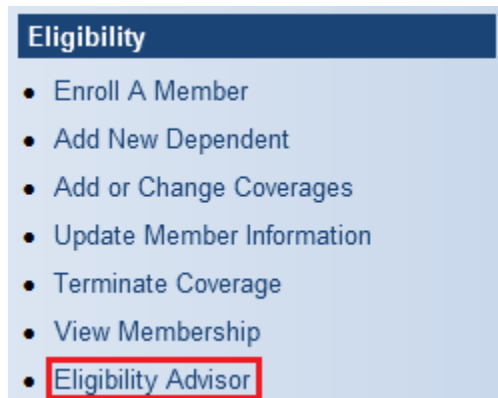 Eligibility
• Enroll A Member
• Add New Dependent
• Add or Change Coverages
• Update Member Information
• Terminate Coverage
• View Membership
• Eligibility Advisor